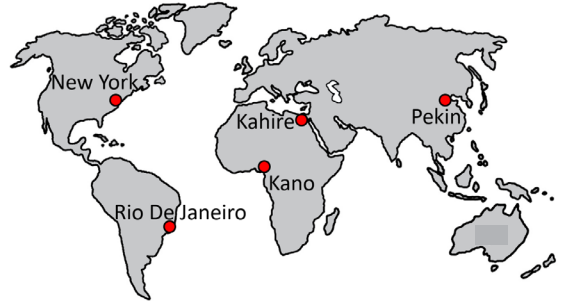 New York
Kahire
Pekin
Kano
Rio De Janeiro